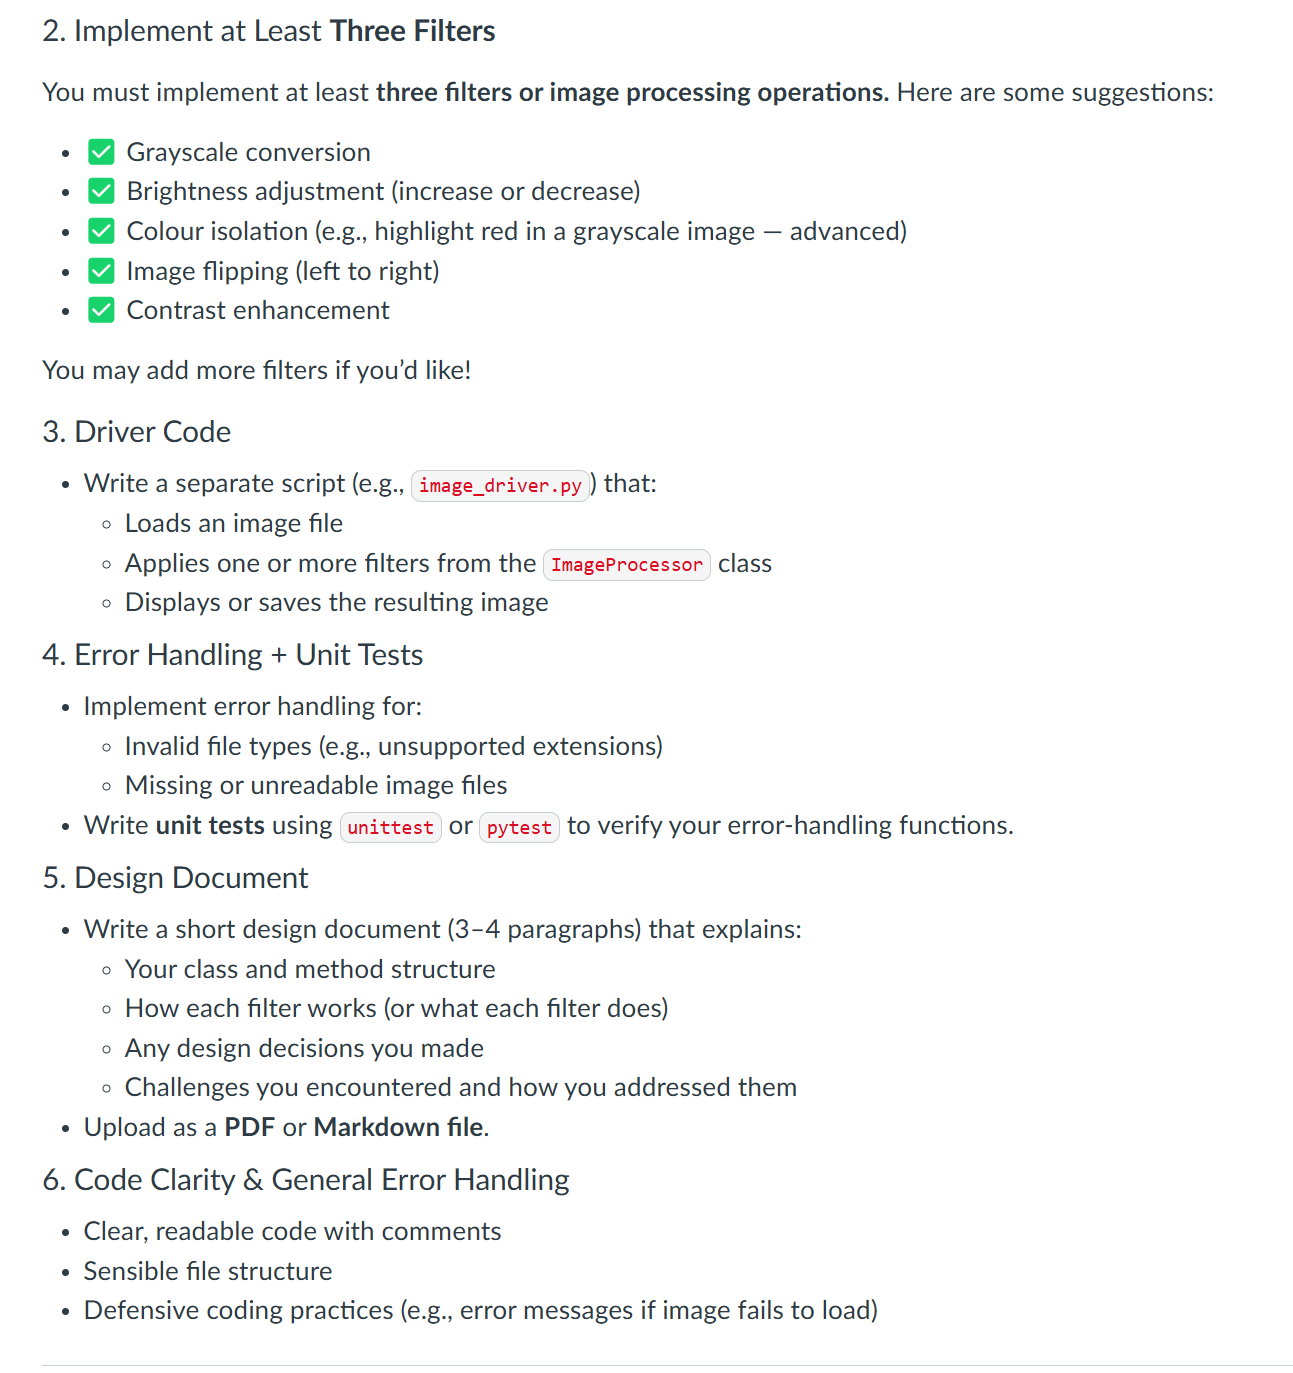 2. Implement at Least Three Filters
You must implement at least three filters or image processing operations. Here are some suggestions:
✅ Grayscale conversion
✅ Brightness adjustment (increase or decrease)
✅ Colour isolation (e.g., highlight red in a grayscale image — advanced)
✅ Image flipping (left to right)
✅ Contrast enhancement
You may add more filters if you’d like!
3. Driver Code
Write a separate script (e.g., image_driver.py) that:
Loads an image file
Applies one or more filters from the ImageProcessor class
Displays or saves the resulting image
4. Error Handling + Unit Tests
Implement error handling for:
Invalid file types (e.g., unsupported extensions)
Missing or unreadable image files
Write unit tests using unittest or pytest to verify your error-handling functions.
5. Design Document
Write a short design document (3–4 paragraphs) that explains:
Your class and method structure
How each filter works (or what each filter does)
Any design decisions you made
Challenges you encountered and how you addressed them
Upload as a PDF or Markdown file.
6. Code Clarity & General Error Handling
Clear, readable code with comments
Sensible file structure
Defensive coding practices (e.g., error messages if image fails to load)